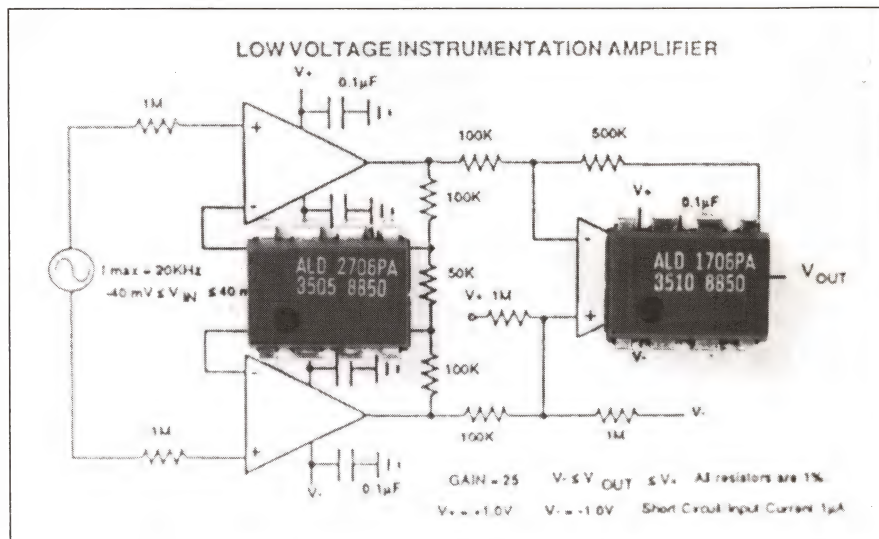 LOW VOLTAGE INSTRUMENTATION AMPLIFIER
V+
0.1µF
1M
+
100K
500K
-
100K
V+
0.1µF
f max = 20KHz
-40 mV ≤ VIN ≤ 40 m
ALD 2706PA
3505 8850
50K
V+ 1M
-
+
ALD 1706PA
3510 8850
VOUT
V-
-
100K
1M
+
100K
1M
V-
V-
0.1µF
GAIN = 25 V- ≤ VOUT ≤ V+ All resistors are 1%.
V+ = +1.0V V- = -1.0V Short Circuit Input Current 1µA